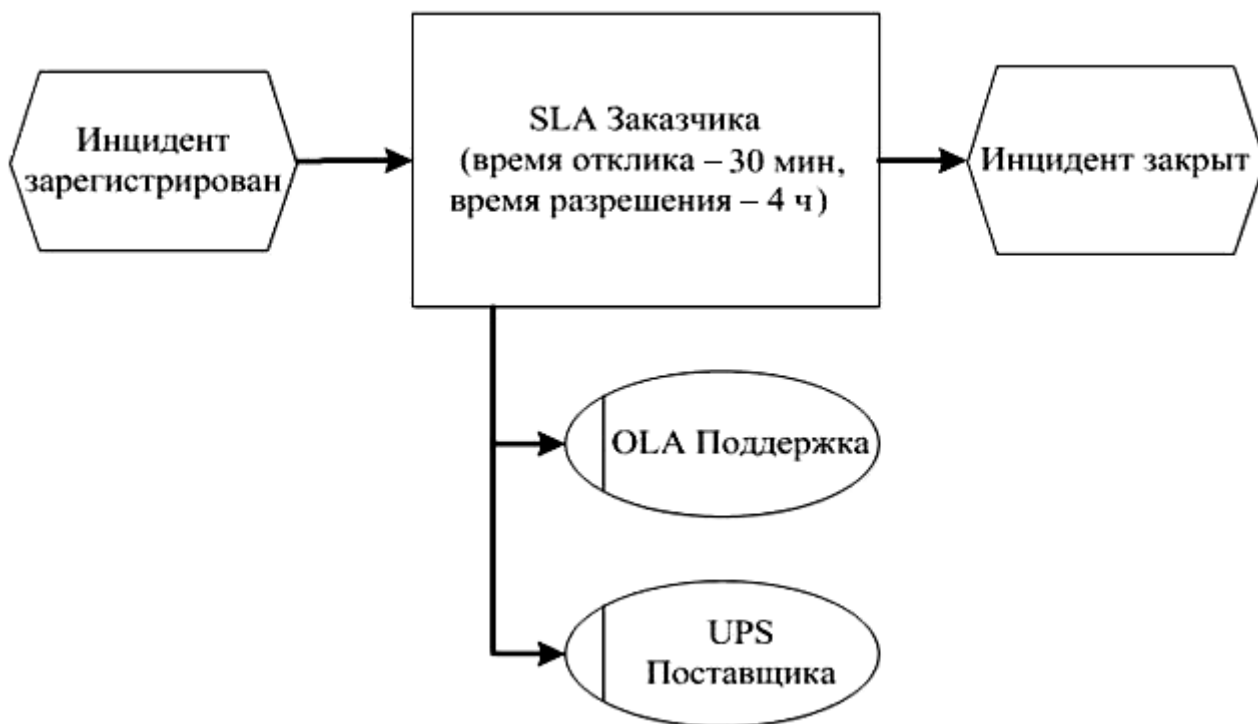 Инцидент
зарегистрирован
SLA Заказчика
(время отклика – 30 мин,
время разрешения – 4 ч)
Инцидент закрыт
OLA Поддержка
UPS
Поставщика